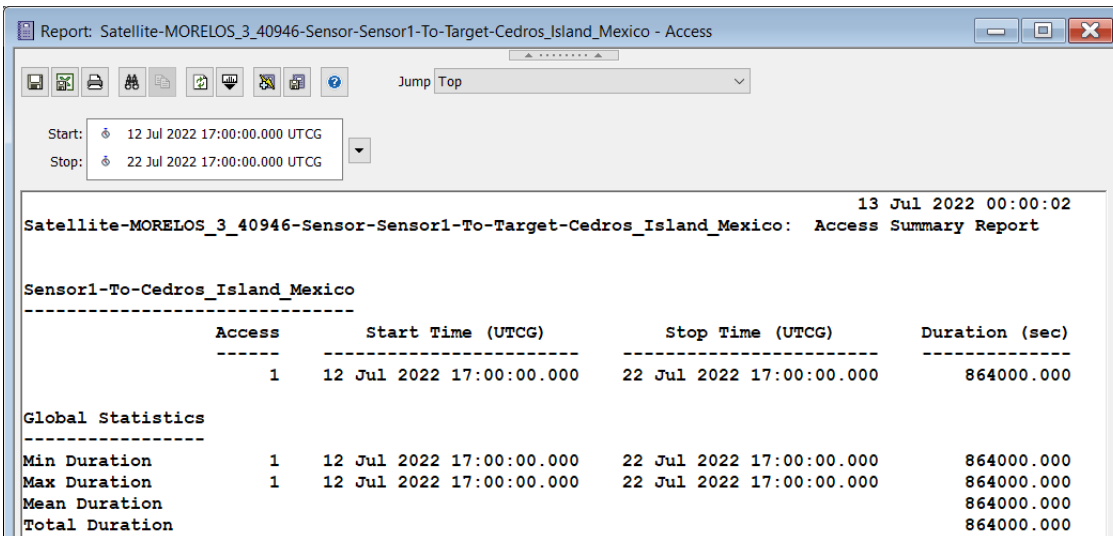 Report: Satellite-MORELOS_3_40946-Sensor-Sensor1-To-Target-Cedros_Island_Mexico - Access
Jump Top
Start: 12 Jul 2022 17:00:00.000 UTCG
Stop: 22 Jul 2022 17:00:00.000 UTCG
13 Jul 2022 00:00:02
Satellite-MORELOS_3_40946-Sensor-Sensor1-To-Target-Cedros_Island_Mexico: Access Summary Report
Sensor1-To-Cedros_Island_Mexico
-------------------------------
Access Start Time (UTCG) Stop Time (UTCG) Duration (sec)
------ ------------------------ ------------------------ --------------
1 12 Jul 2022 17:00:00.000 22 Jul 2022 17:00:00.000 864000.000
Global Statistics
-----------------
Min Duration 1 12 Jul 2022 17:00:00.000 22 Jul 2022 17:00:00.000 864000.000
Max Duration 1 12 Jul 2022 17:00:00.000 22 Jul 2022 17:00:00.000 864000.000
Mean Duration 864000.000
Total Duration 864000.000